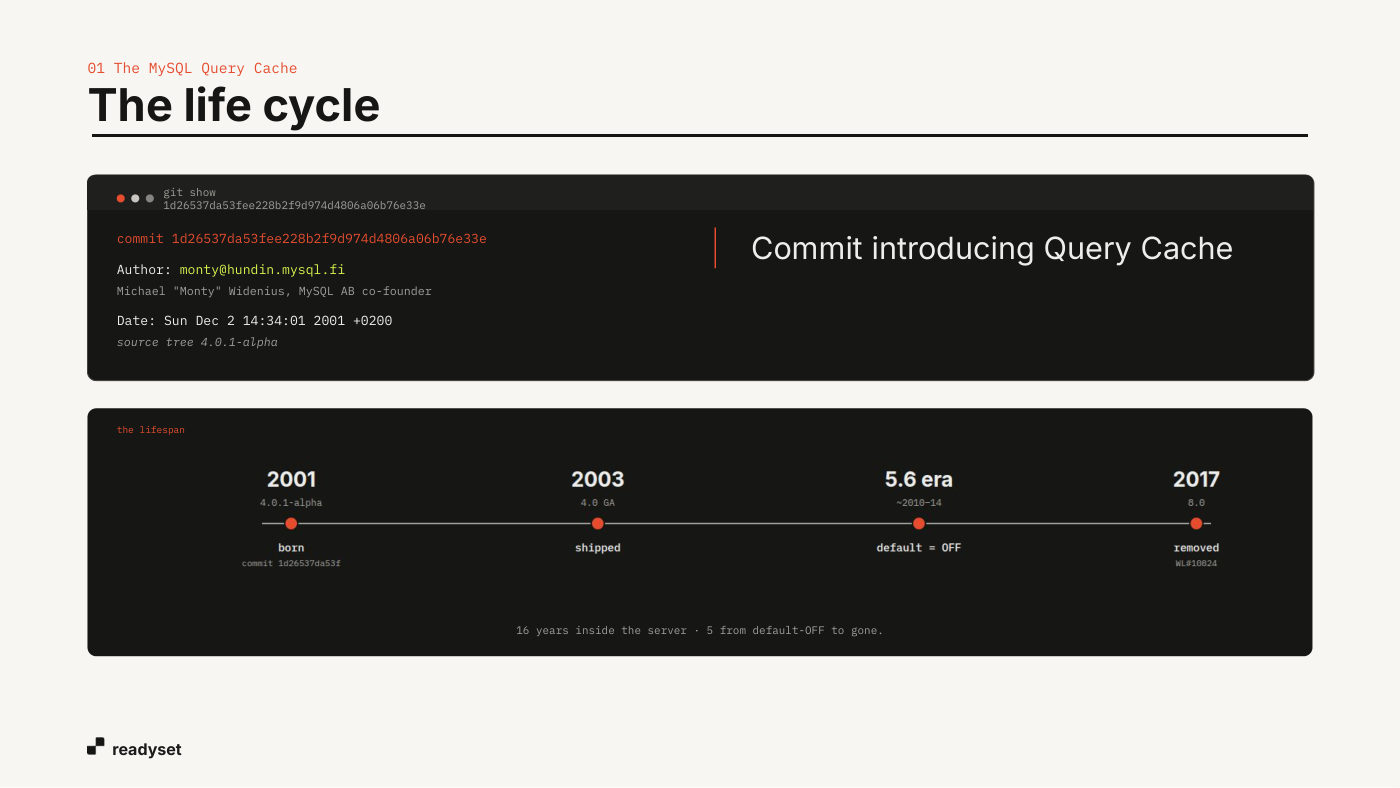 01 The MySQL Query Cache
The life cycle
git show
1d26537da53fee228b2f9d974d4806a06b76e33e
commit 1d26537da53fee228b2f9d974d4806a06b76e33e
Author: monty@hundin.mysql.fi
Michael "Monty" Widenius, MySQL AB co-founder
Date: Sun Dec 2 14:34:01 2001 +0200
source tree 4.0.1-alpha
Commit introducing Query Cache
the lifespan
2001
4.0.1-alpha
born
commit 1d26537da53f
2003
4.0 GA
shipped
5.6 era
~2010–14
default = OFF
2017
8.0
removed
WL#10824
16 years inside the server · 5 from default-OFF to gone.
readyset